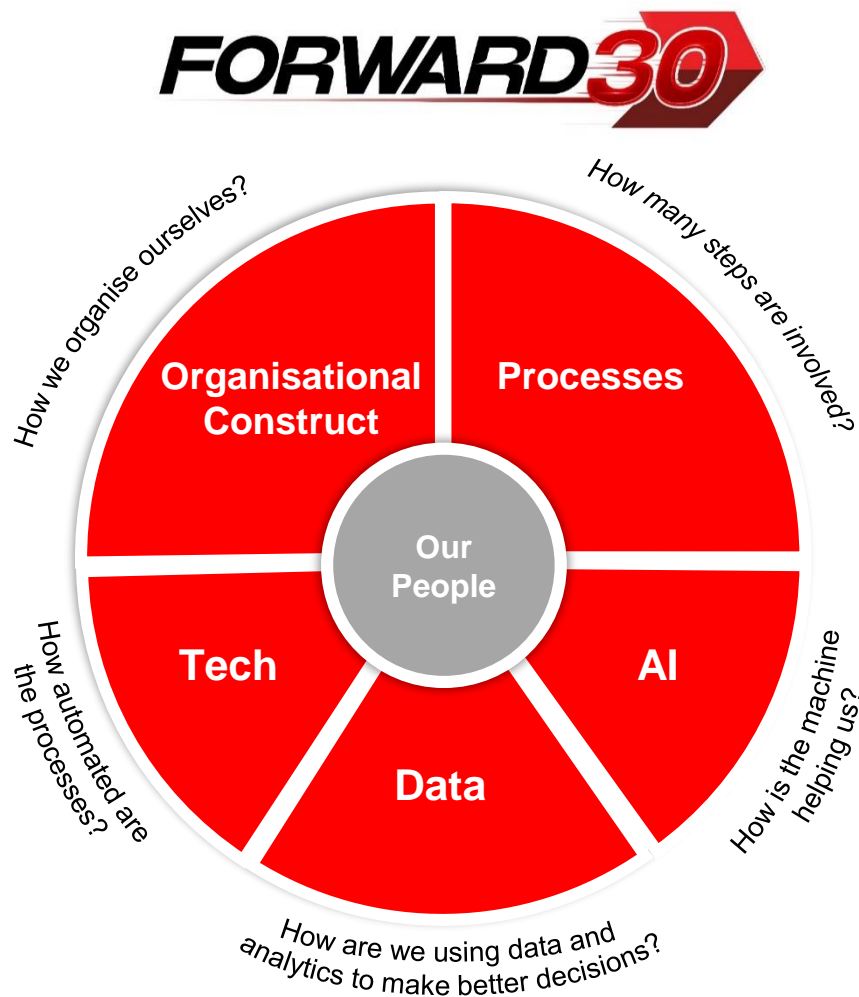 FORWARD30
How we organise ourselves?
How many steps are involved?
Organisational
Construct
Processes
Our
People
Tech
AI
Data
How automated are
the processes?
How is the machine
helping us?
How are we using data and
analytics to make better decisions?